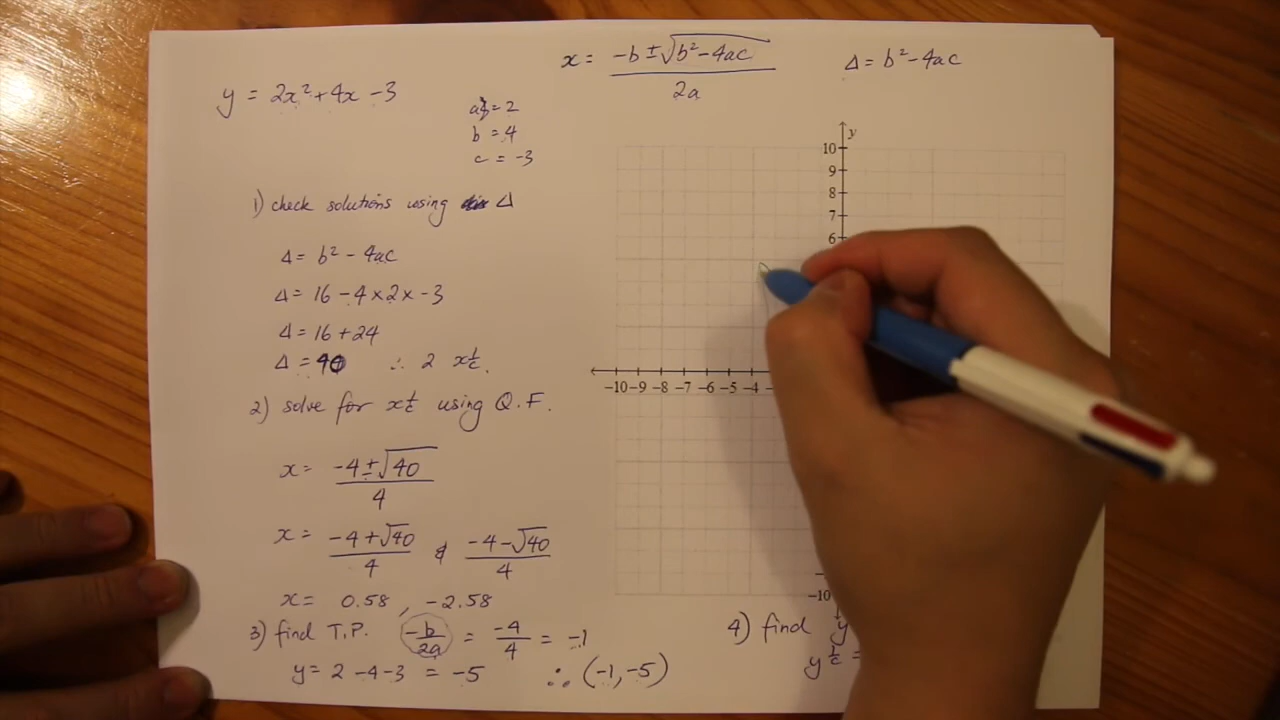 x = -b ± √b² - 4ac / 2a
Δ = b² - 4ac
y = 2x² + 4x - 3
a = 2
b = 4
c = -3
1) check solutions using Δ
Δ = b² - 4ac
Δ = 16 - 4 x 2 x -3
Δ = 16 + 24
Δ = 40 ∴ 2 x ⅟c.
2) solve for x ⅟c using Q.F.
x = -4 ± √40 / 4
x = -4 + √40 / 4 & -4 - √40 / 4
x = 0.58, -2.58
3) find T.P. -b / 2a = -4 / 4 = -1
y = 2 - 4 - 3 = -5 ∴ (-1, -5)
4) find y
y ⅟c =
y
10
9
8
7
6
-10 -9 -8 -7 -6 -5 -4
-10